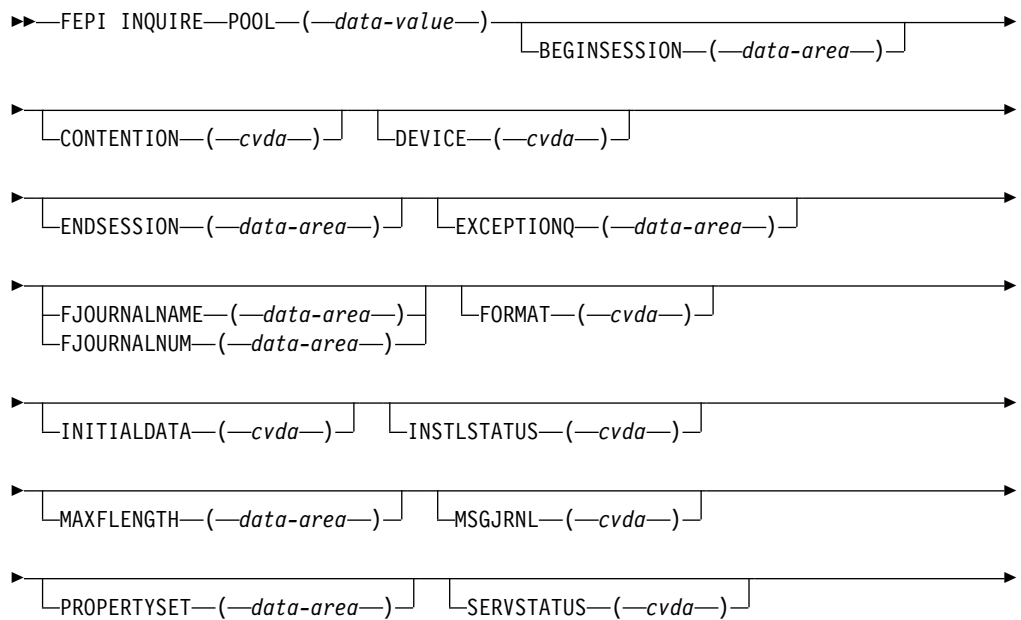 FEPI INQUIRE POOL ( data-value )
BEGINSESSION ( data-area )
CONTENTION ( cvda ) DEVICE ( cvda )
ENDSESSION ( data-area ) EXCEPTIONQ ( data-area )
FJOURNALNAME ( data-area ) FORMAT ( cvda )
FJOURNALNUM ( data-area )
INITIALDATA ( cvda ) INSTLSTATUS ( cvda )
MAXFLENGTH ( data-area ) MSGJRNL ( cvda )
PROPERTYSET ( data-area ) SERVSTATUS ( cvda )